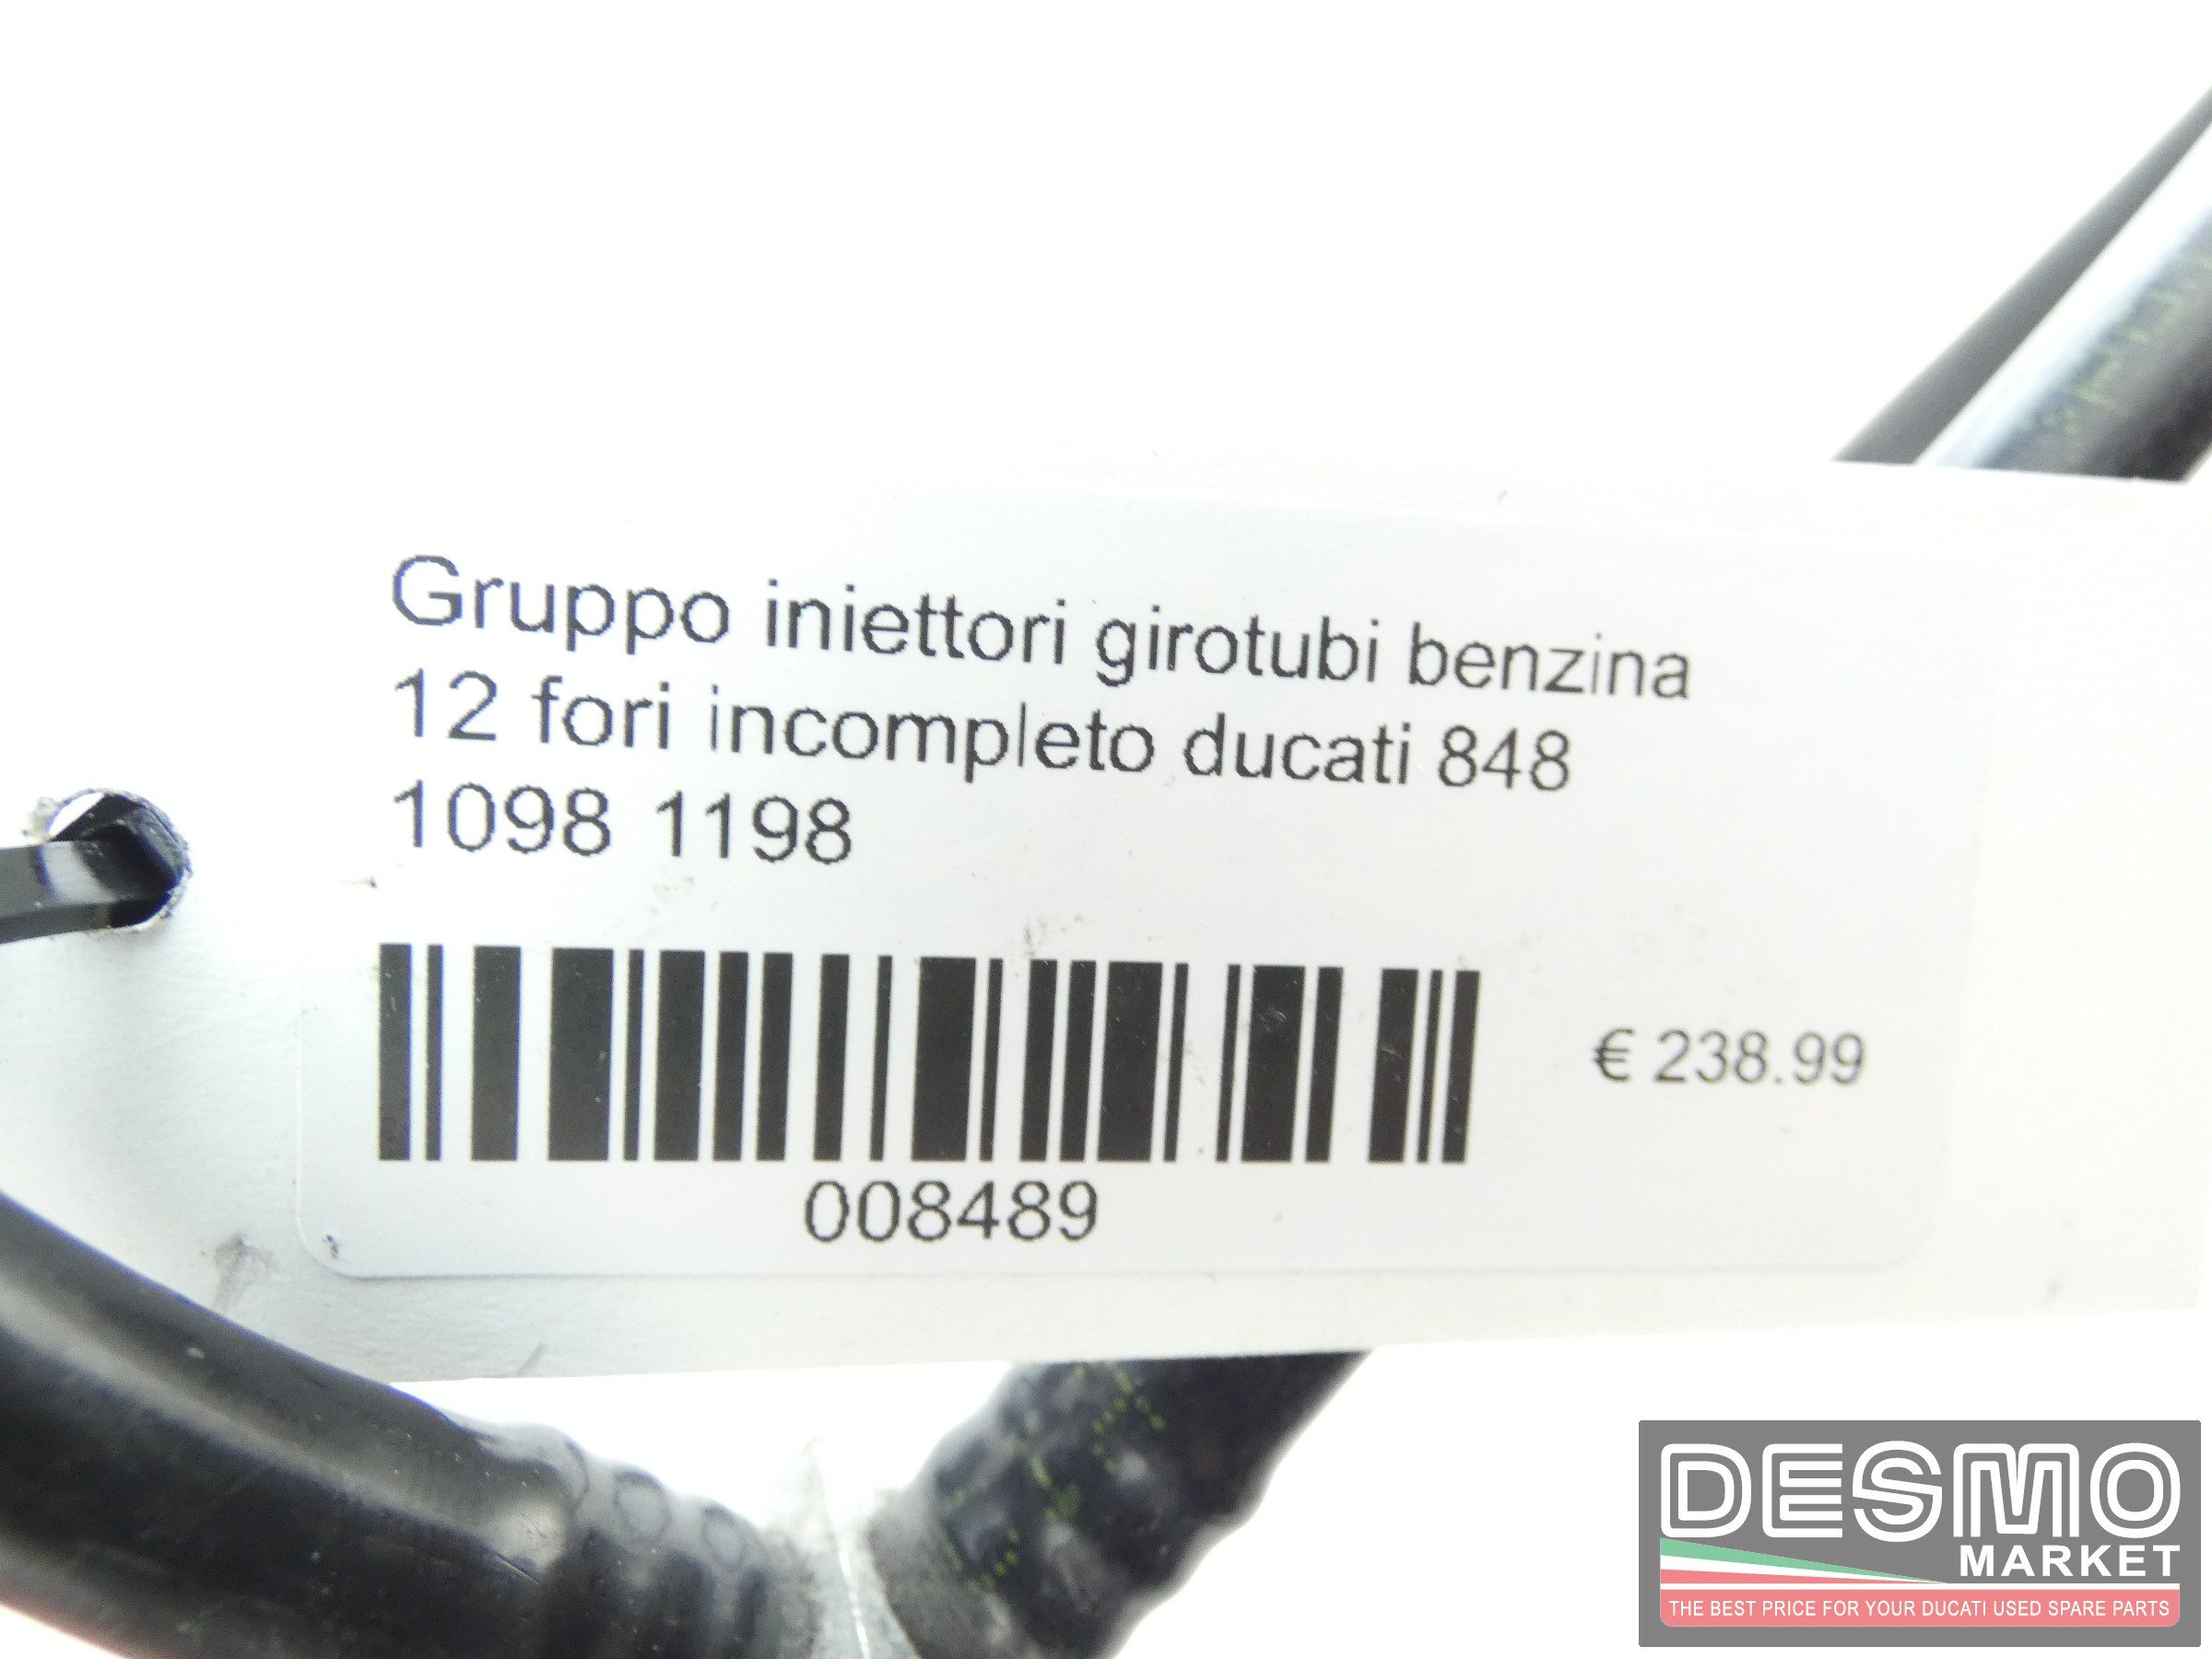 Gruppo iniettori girotubi benzina
12 fori incompleto ducati 848
1098 1198
€ 238.99
008489
DESMO
MARKET
THE BEST PRICE FOR YOUR DUCATI USED SPARE PARTS